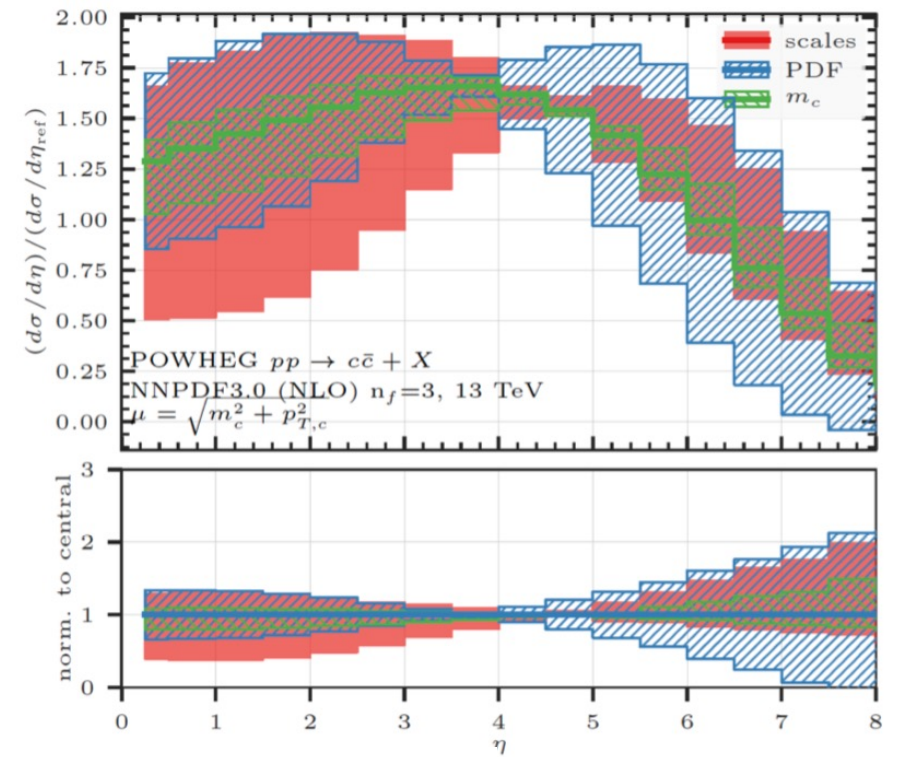 2.00
1.75
1.50
1.25
1.00
0.75
0.50
0.25
0.00
(dσ/dη)/(dσ/dη_ref)
scales
PDF
m_c
POWHEG pp → cc̄ + X
NNPDF3.0 (NLO) n_f=3, 13 TeV
μ = √(m_c^2 + p_{T,c}^2)
3
2
1
0
norm. to central
0 1 2 3 4 5 6 7 8
η